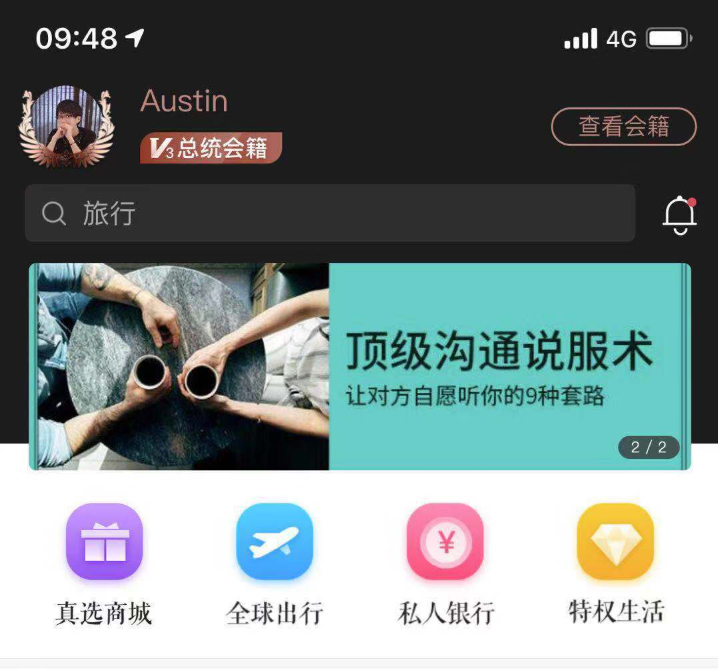 09:48
4G
Austin
V3总统会籍
查看会籍
旅行
顶级沟通说服术
让对方自愿听你的9种套路
2 / 2
¥
真选商城
全球出行
私人银行
特权生活